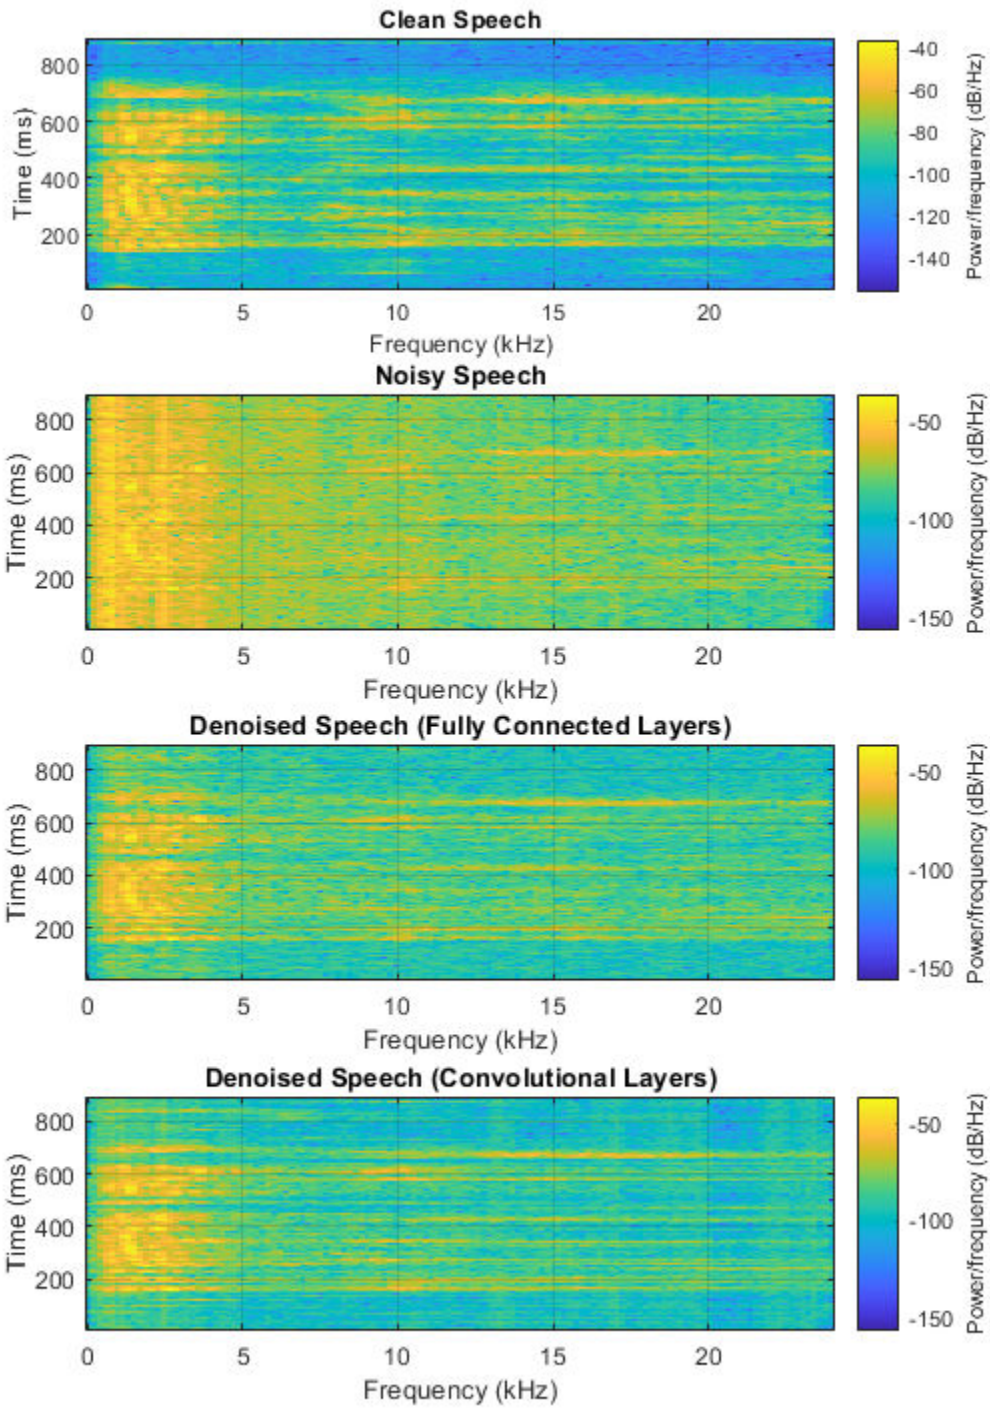 Clean Speech
800
600
400
200
Time (ms)
0 5 10 15 20
Frequency (kHz)
-40
-60
-80
-100
-120
-140
Power/frequency (dB/Hz)
Noisy Speech
800
600
400
200
Time (ms)
0 5 10 15 20
Frequency (kHz)
-50
-100
-150
Power/frequency (dB/Hz)
Denoised Speech (Fully Connected Layers)
800
600
400
200
Time (ms)
0 5 10 15 20
Frequency (kHz)
-50
-100
-150
Power/frequency (dB/Hz)
Denoised Speech (Convolutional Layers)
800
600
400
200
Time (ms)
0 5 10 15 20
Frequency (kHz)
-50
-100
-150
Power/frequency (dB/Hz)